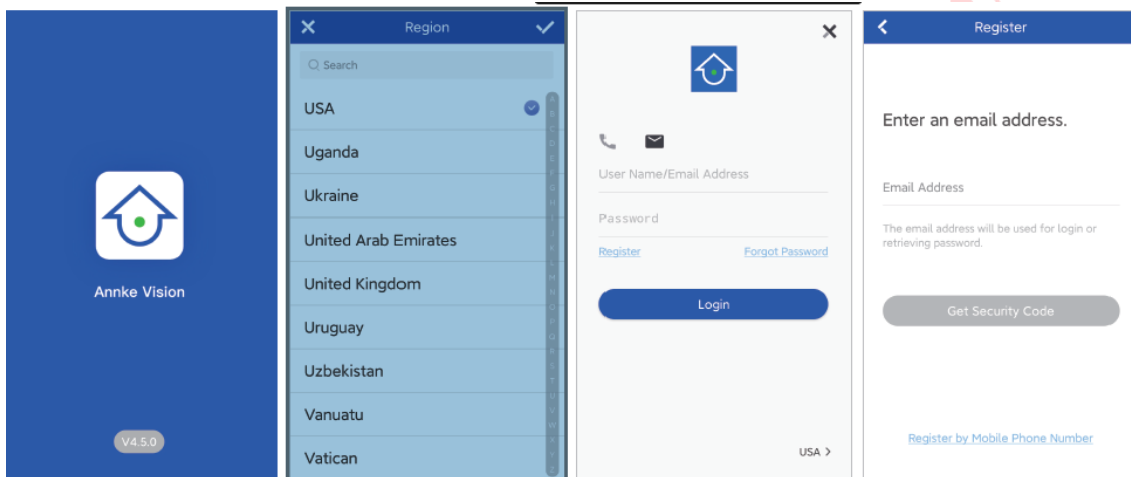 Annke Vision
V4.5.0
Region
Search
USA
Uganda
Ukraine
United Arab Emirates
United Kingdom
Uruguay
Uzbekistan
Vanuatu
Vatican
User Name/Email Address
Password
Register
Forgot Password
Login
USA
Register
Enter an email address.
Email Address
The email address will be used for login or
retrieving password.
Get Security Code
Register by Mobile Phone Number